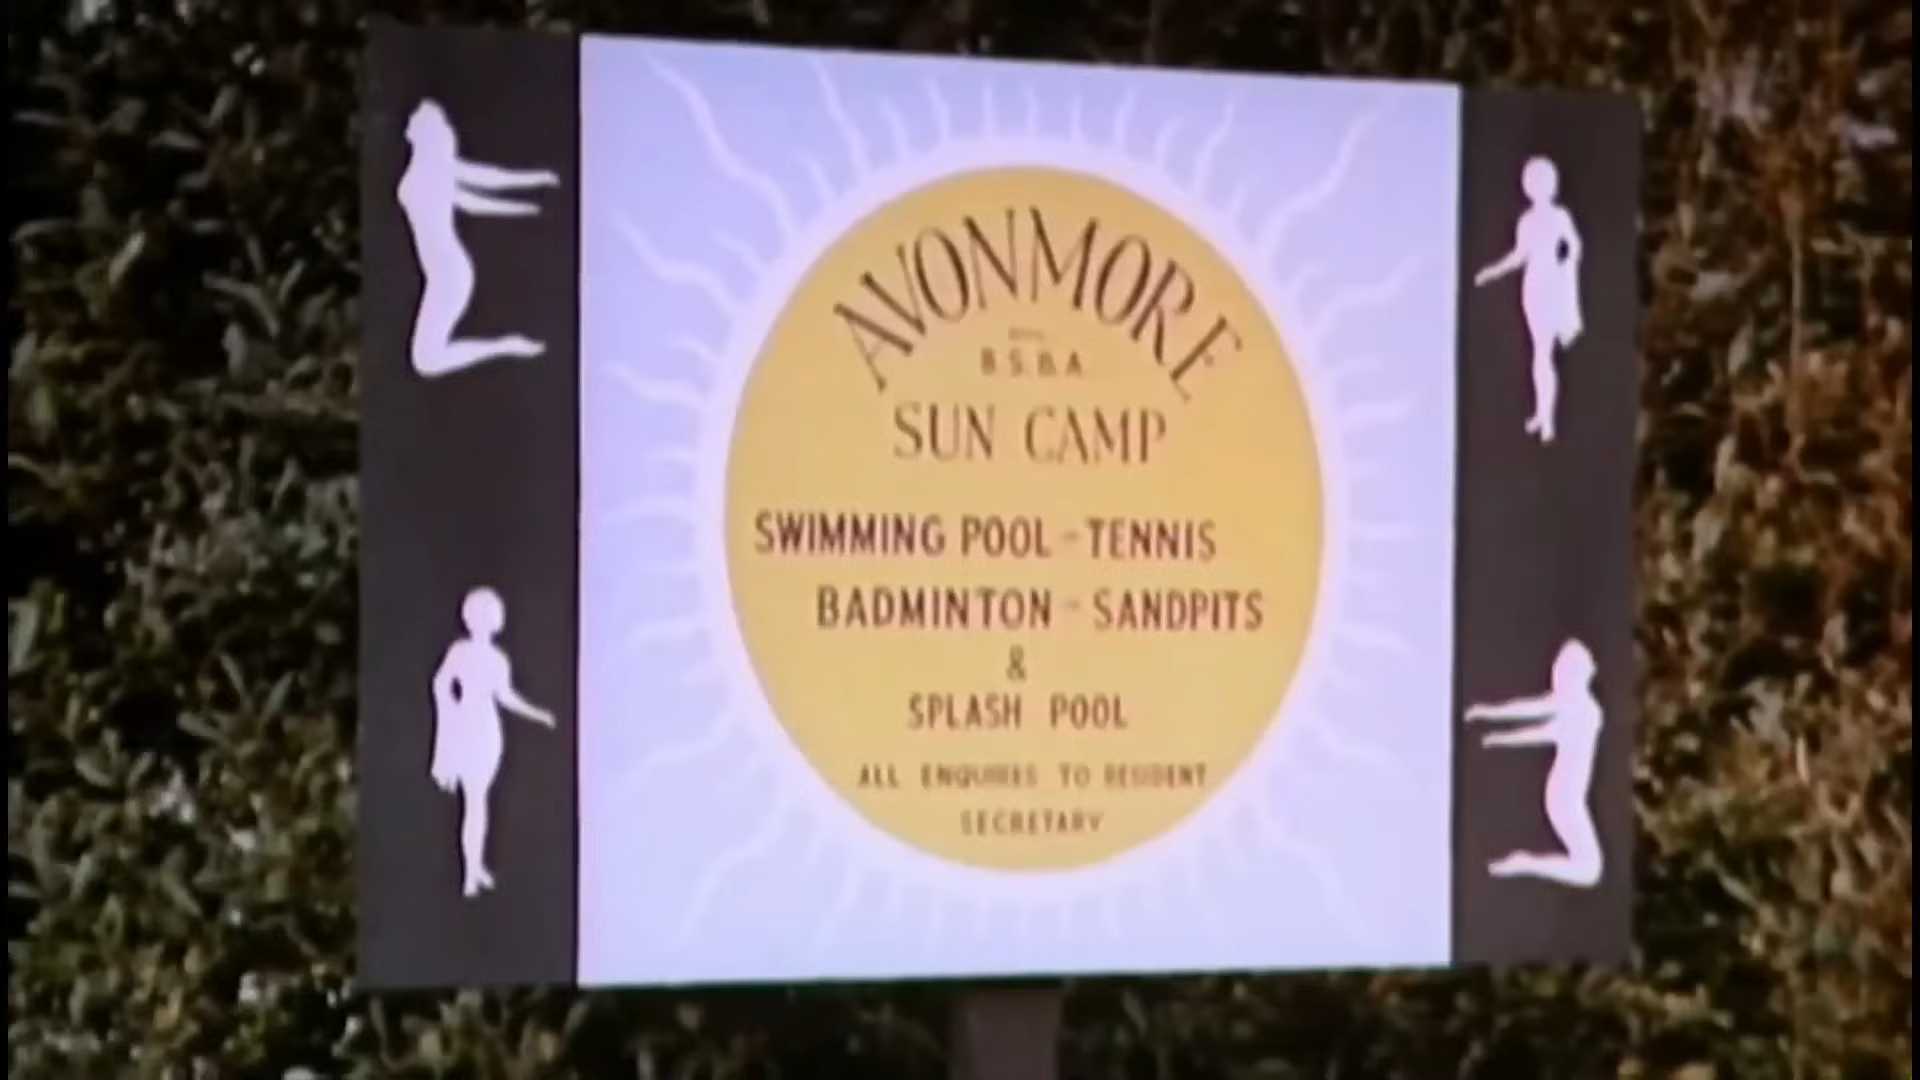 AVONMORE
B.S.B.A
SUN CAMP
SWIMMING POOL - TENNIS
BADMINTON - SANDPITS
&
SPLASH POOL
ALL ENQUIRES TO RESIDENT
SECRETARY